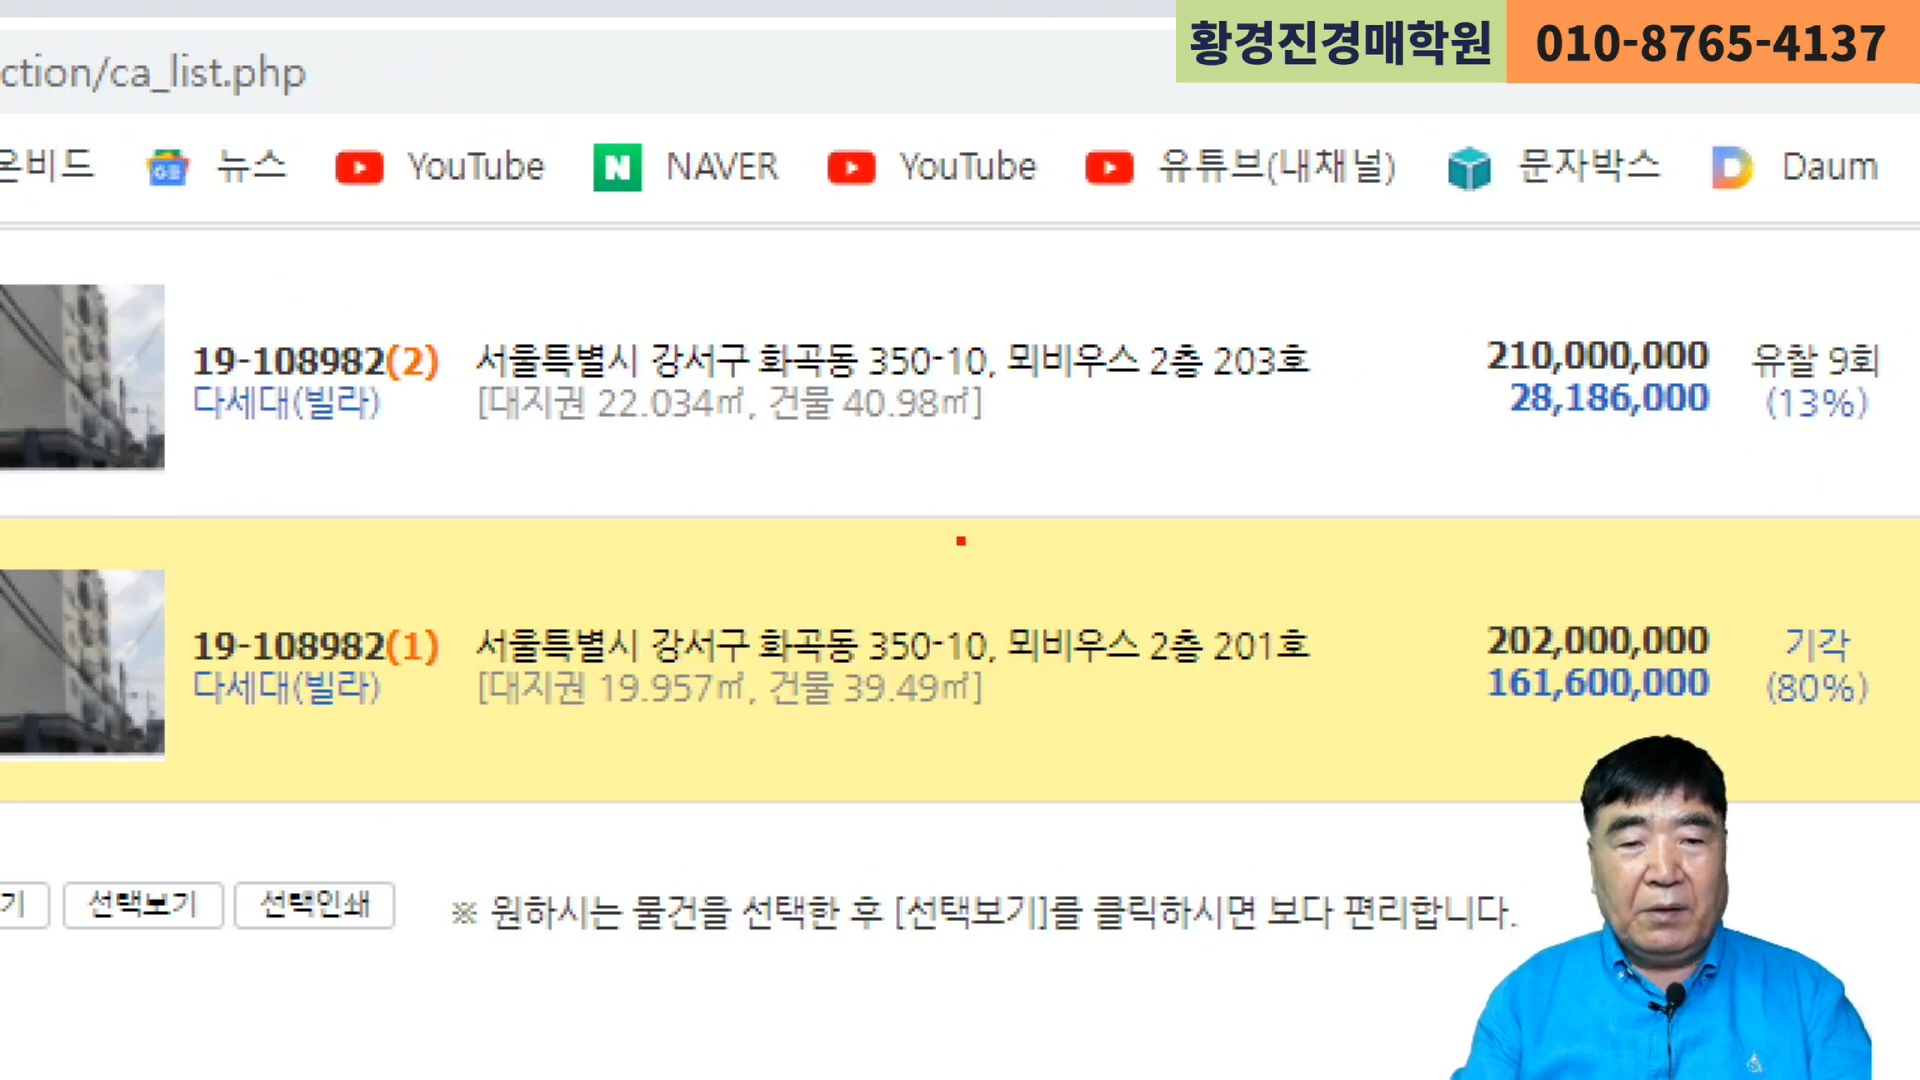 황경진경매학원 010-8765-4137
ction/ca_list.php
온비드 뉴스 YouTube NAVER YouTube 유튜브(내채널) 문자박스 Daum
19-108982(2) 서울특별시 강서구 화곡동 350-10, 뫼비우스 2층 203호 210,000,000 유찰 9회
다세대(빌라) [대지권 22.034㎡, 건물 40.98㎡] 28,186,000 (13%)
19-108982(1) 서울특별시 강서구 화곡동 350-10, 뫼비우스 2층 201호 202,000,000 기각
다세대(빌라) [대지권 19.957㎡, 건물 39.49㎡] 161,600,000 (80%)
기 선택보기 선택인쇄 ※ 원하시는 물건을 선택한 후 [선택보기]를 클릭하시면 보다 편리합니다.